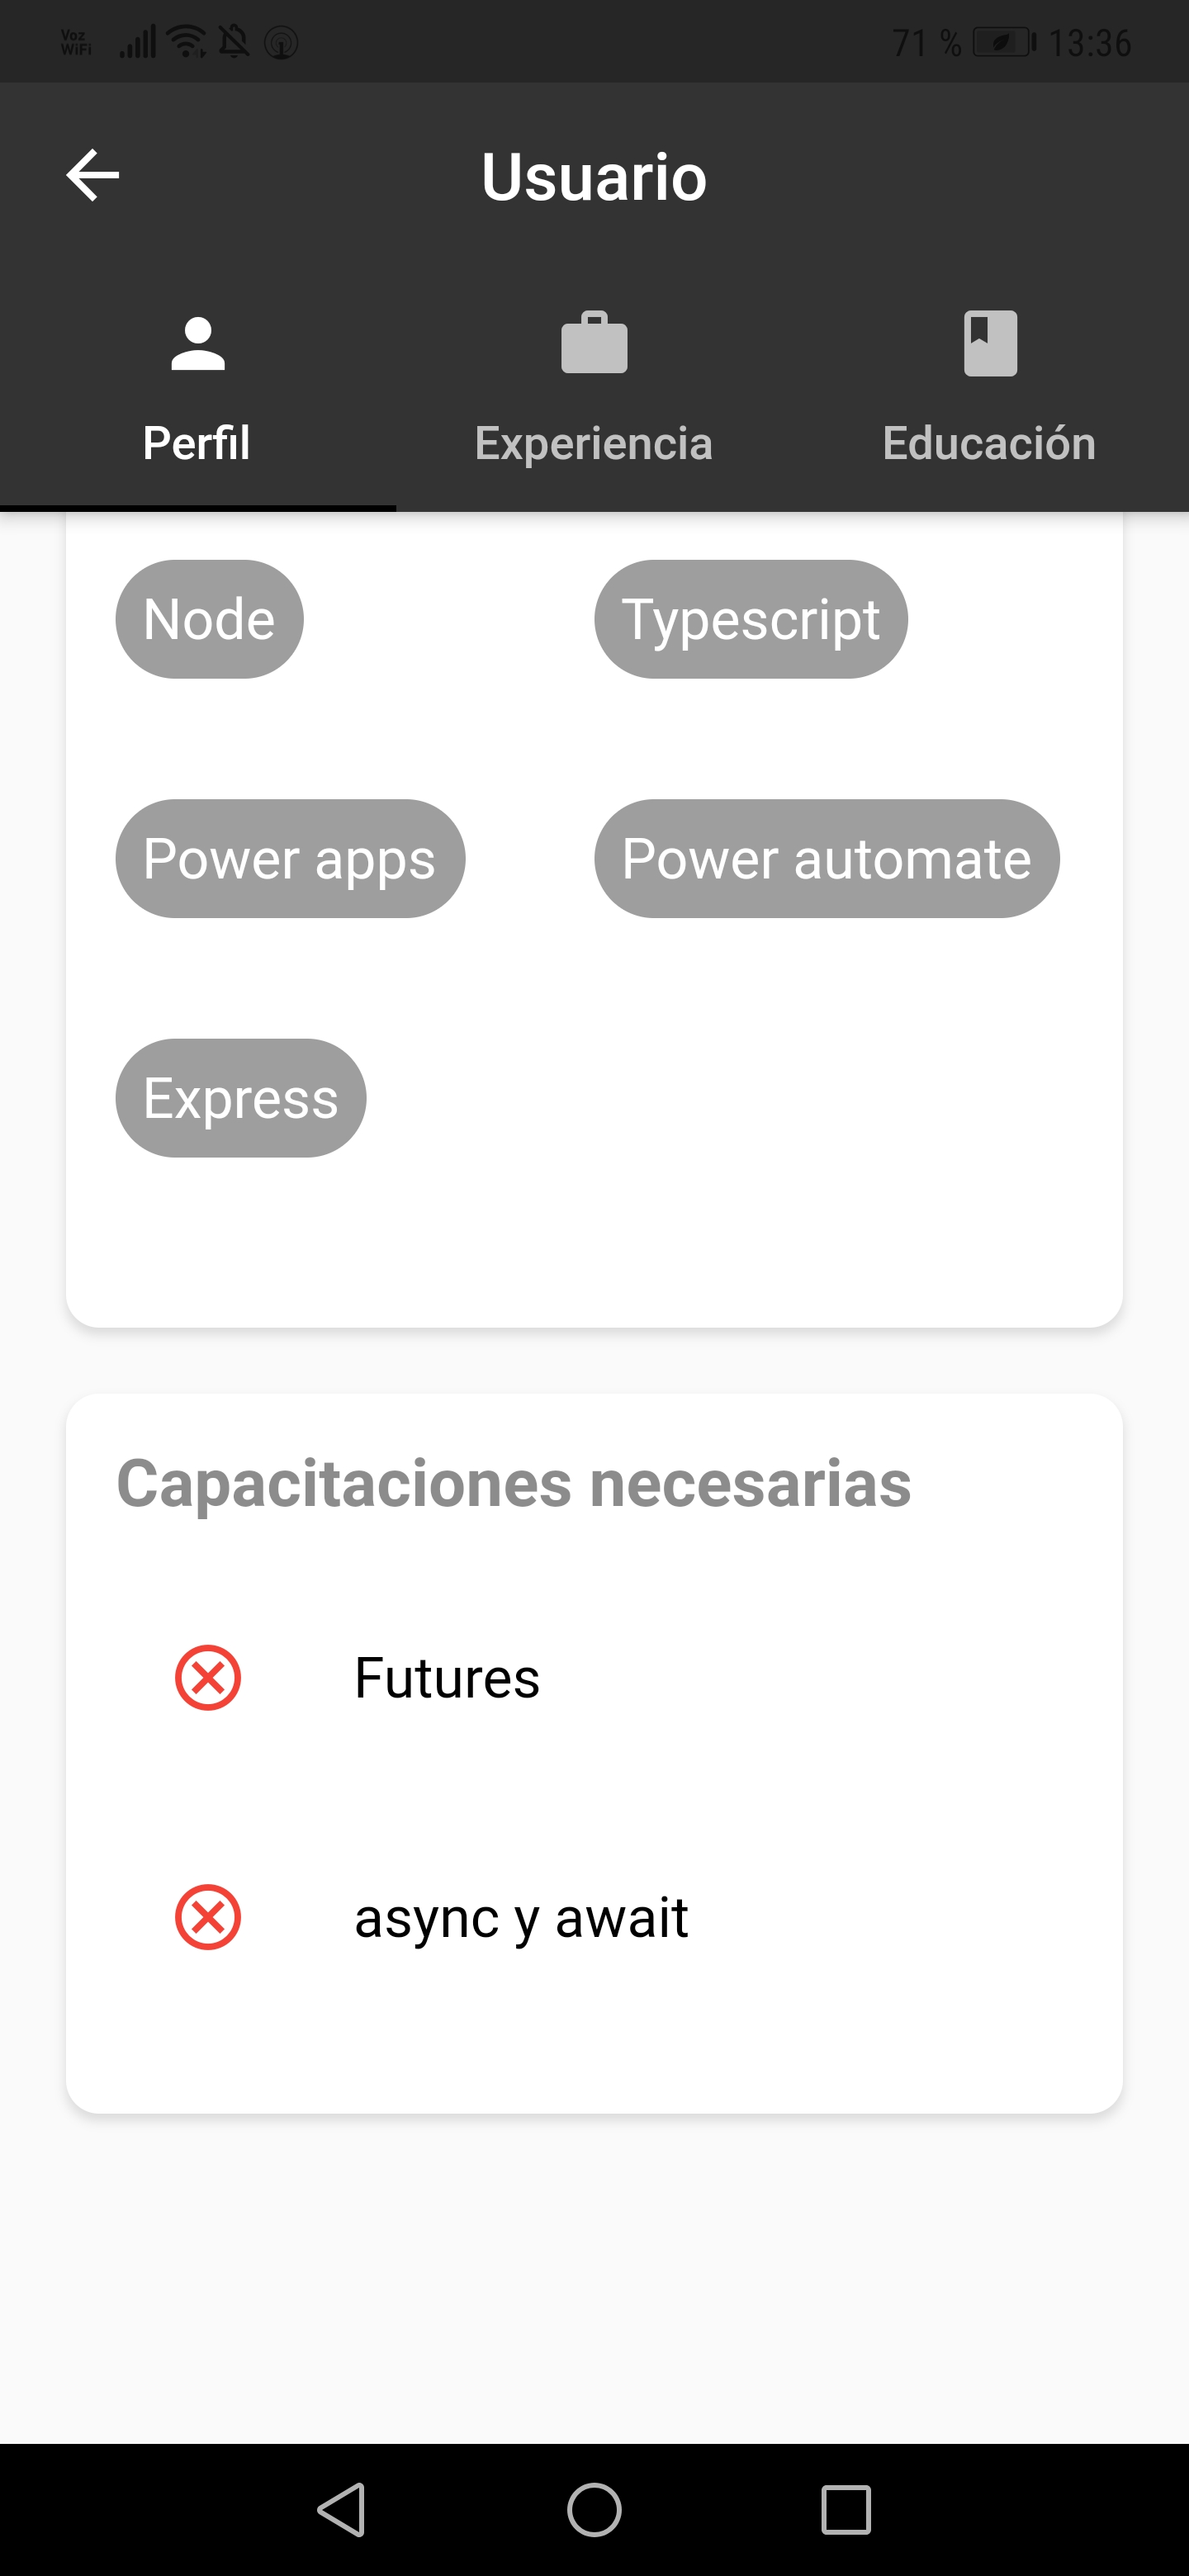 Voz
WiFi
71 % 13:36
Usuario
Perfil Experiencia Educación
Node Typescript
Power apps Power automate
Express
Capacitaciones necesarias
Futures
async y await